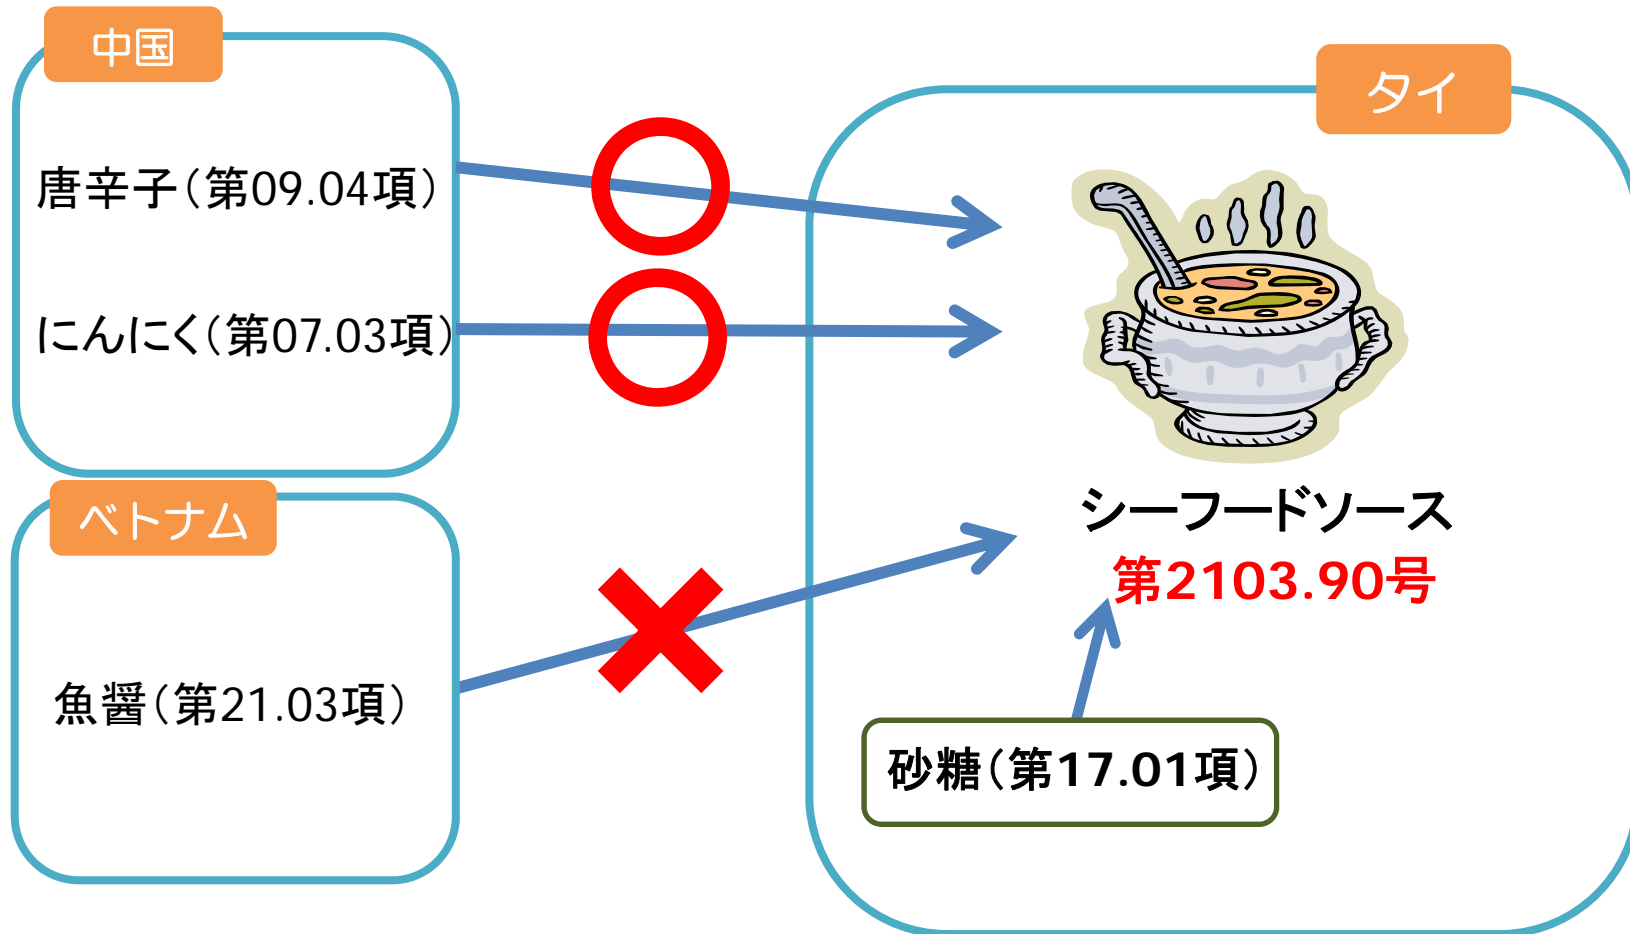 中国
唐辛子（第09.04項）
にんにく（第07.03項）
ベトナム
魚醤（第21.03項）
タイ
シーフードソース
第2103.90号
砂糖（第17.01項）